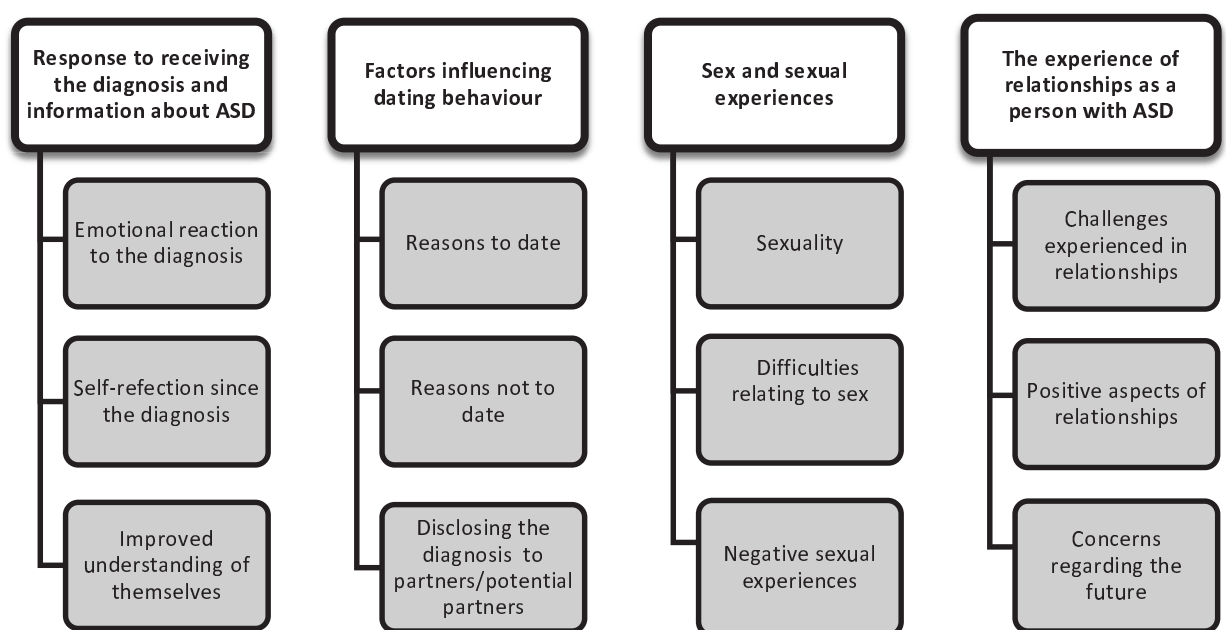 Response to receiving
the diagnosis and
information about ASD
Emotional reaction
to the diagnosis
Self-refection since
the diagnosis
Improved
understanding of
themselves
Factors influencing
dating behaviour
Reasons to date
Reasons not to
date
Disclosing the
diagnosis to
partners/potential
partners
Sex and sexual
experiences
Sexuality
Difficulties
relating to sex
Negative sexual
experiences
The experience of
relationships as a
person with ASD
Challenges
experienced in
relationships
Positive aspects of
relationships
Concerns
regarding the
future